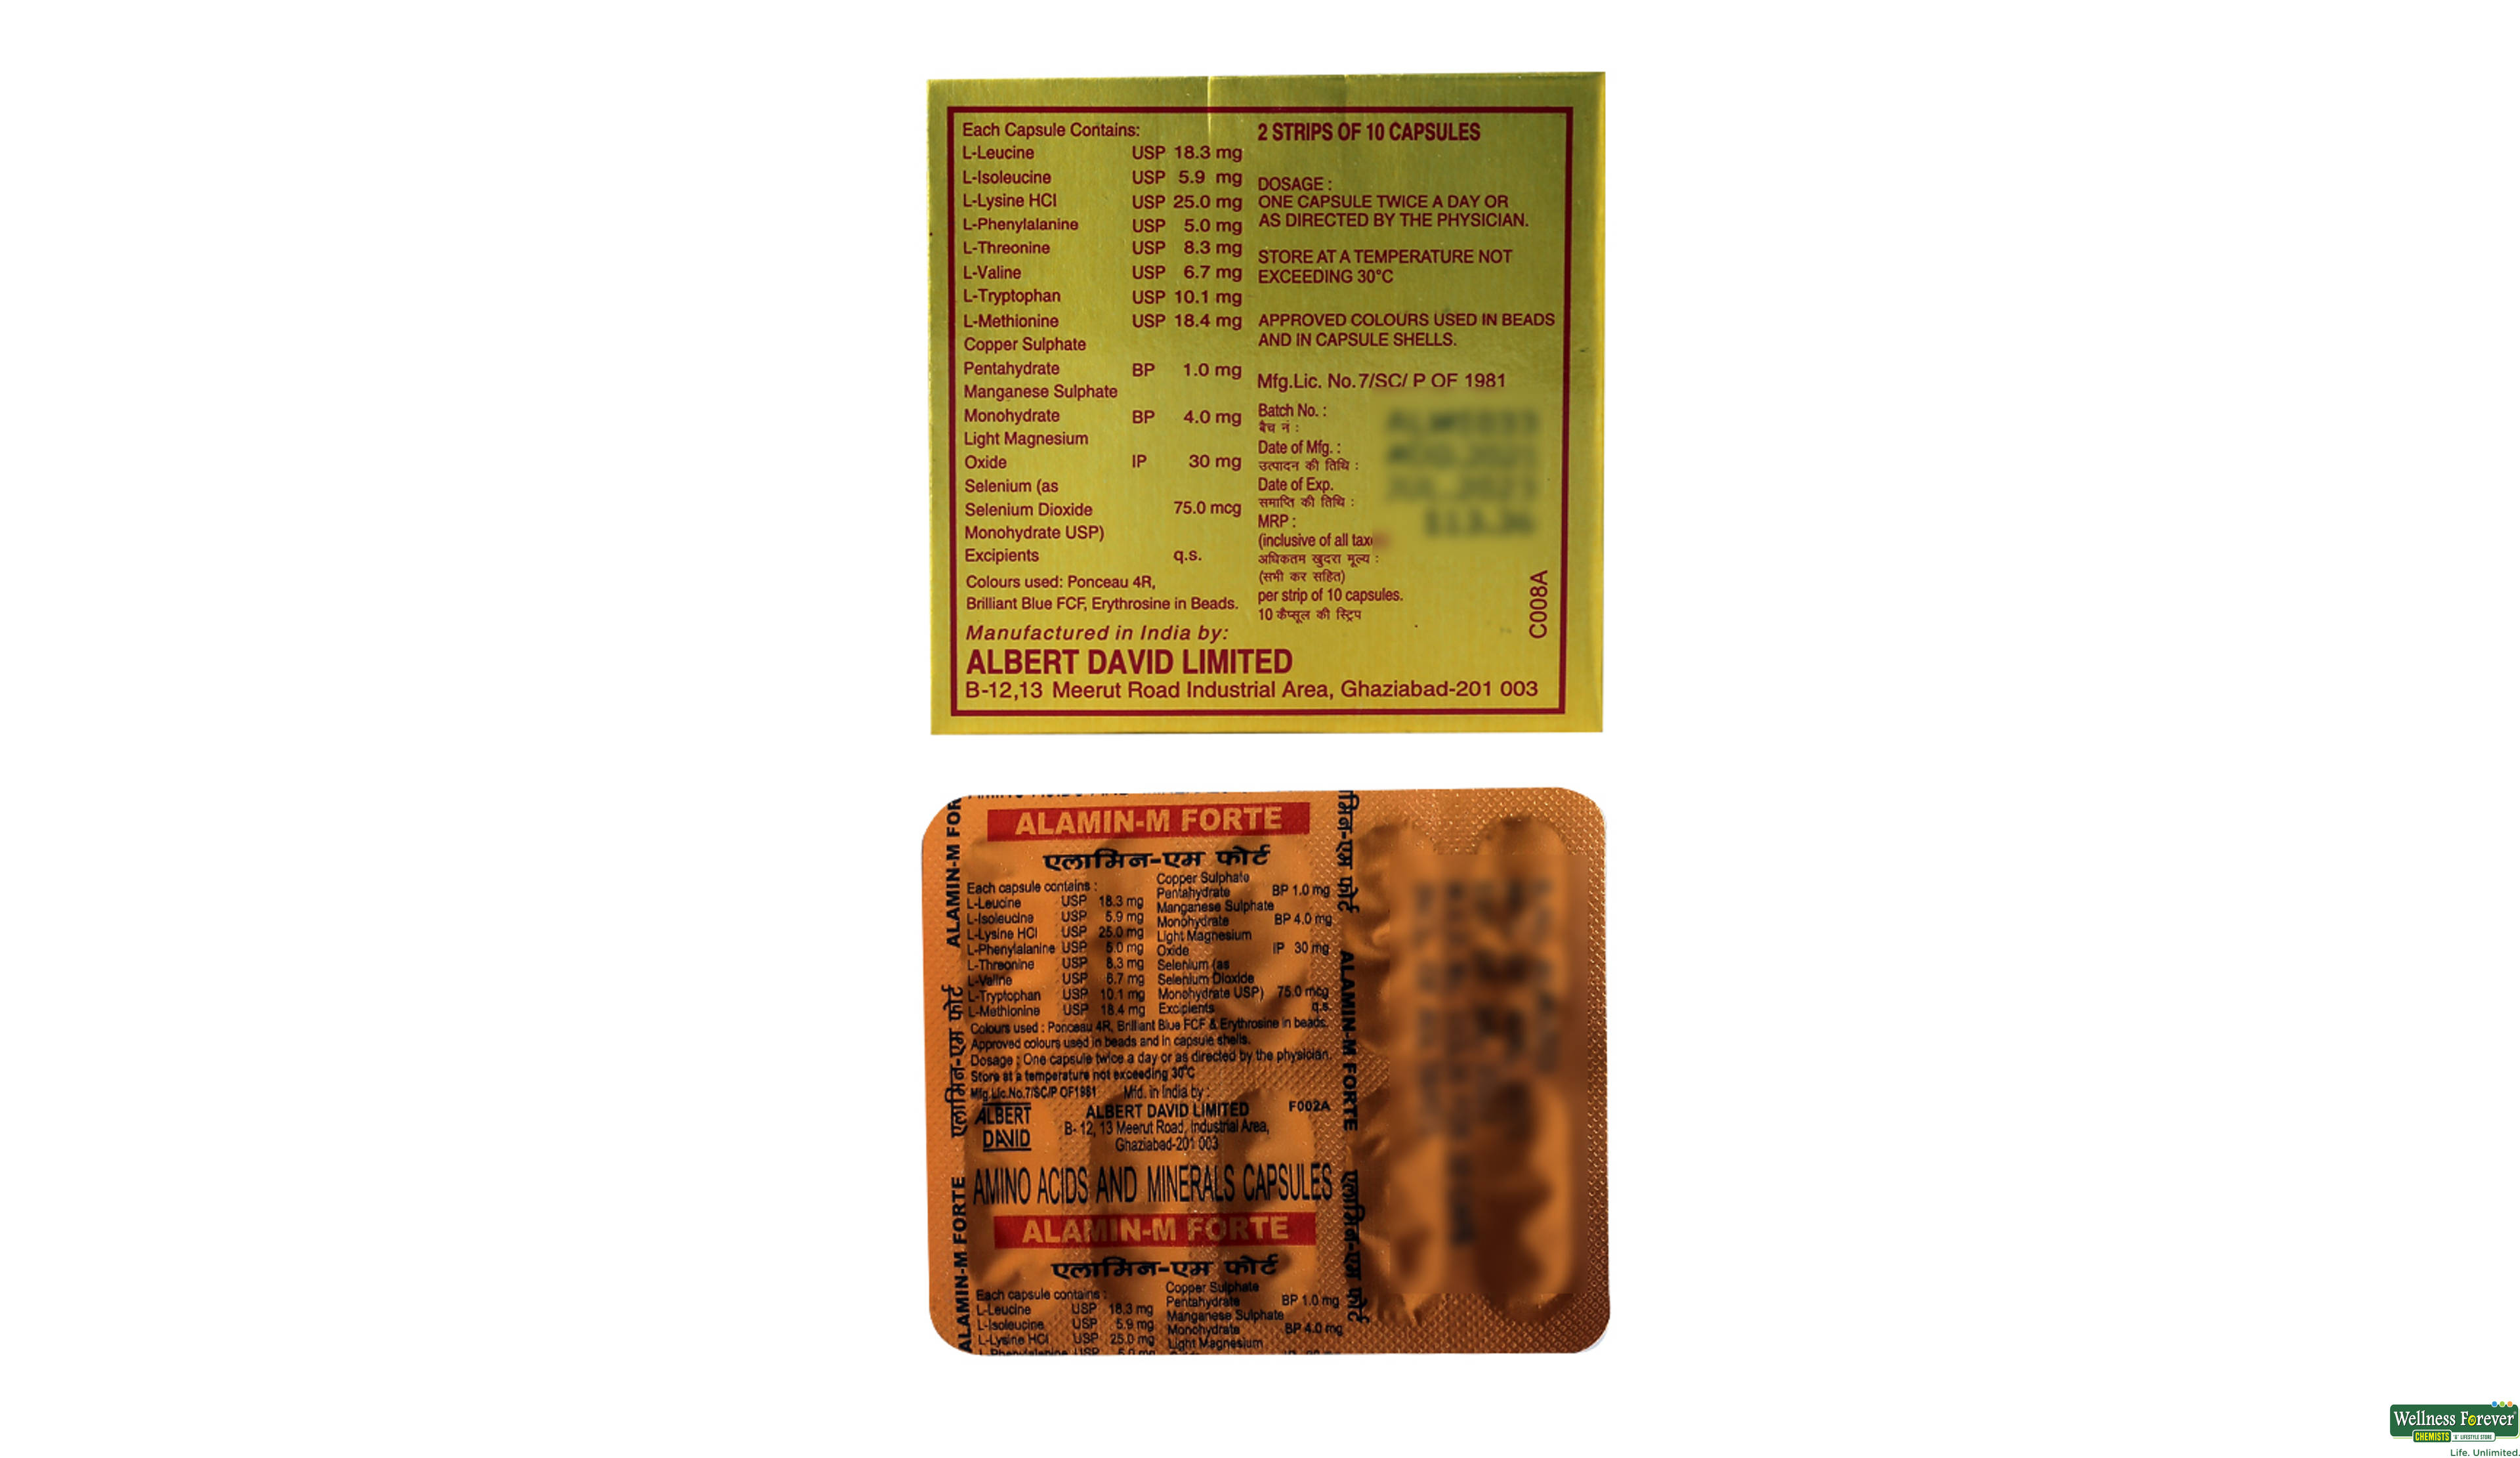 Each Capsule Contains:
L-Leucine USP 18.3 mg
L-Isoleucine USP 5.9 mg
L-Lysine HCl USP 25.0 mg
L-Phenylalanine USP 5.0 mg
L-Threonine USP 8.3 mg
L-Valine USP 6.7 mg
L-Tryptophan USP 10.1 mg
L-Methionine USP 18.4 mg
Copper Sulphate
Pentahydrate BP 1.0 mg
Manganese Sulphate
Monohydrate BP 4.0 mg
Light Magnesium
Oxide IP 30 mg
Selenium (as
Selenium Dioxide 75.0 mcg
Monohydrate USP)
Excipients q.s.
Colours used: Ponceau 4R,
Brilliant Blue FCF, Erythrosine in Beads.
2 STRIPS OF 10 CAPSULES
DOSAGE :
ONE CAPSULE TWICE A DAY OR
AS DIRECTED BY THE PHYSICIAN.
STORE AT A TEMPERATURE NOT
EXCEEDING 30°C
APPROVED COLOURS USED IN BEADS
AND IN CAPSULE SHELLS.
Mfg.Lic. No.7/SC/ P OF 1981
Batch No. :
बैच नं :
Date of Mfg. :
उत्पादन की तिथि :
Date of Exp.
समाप्ति की तिथि :
MRP :
(inclusive of all
अधिकतम खुदरा मूल्य :
(सभी कर सहित)
per strip of 10 capsules.
10 कैप्सूल की स्ट्रिप
C008A
Manufactured in India by:
ALBERT DAVID LIMITED
B-12,13 Meerut Road Industrial Area, Ghaziabad-201 003
ALAMIN-M FORTE
एलामिन-एम फोर्ट
Each capsule contains :
L-Leucine USP 18.3 mg
L-Isoleucine USP 5.9 mg
L-Lysine HCl USP 25.0 mg
L-Phenylalanine USP 5.0 mg
L-Threonine USP 8.3 mg
L-Valine USP 6.7 mg
L-Tryptophan USP 10.1 mg
L-Methionine USP 18.4 mg
Copper Sulphate
Pentahydrate BP 1.0 mg
Manganese Sulphate
Monohydrate BP 4.0 mg
Light Magnesium
Oxide IP 30 mg
Selenium (as
Selenium Dioxide
Monohydrate USP) 75.0 mcg
Excipients q.s.
Colours used : Ponceau 4R, Brilliant Blue FCF & Erythrosine in beads.
Approved colours used in beads and in capsule shells.
Dosage : One capsule twice a day or as directed by the physician.
Store at a temperature not exceeding 30°C
Mfg.Lic.No.7/SC/P OF1981 Mfd. in India by :
ALBERT
DAVID
ALBERT DAVID LIMITED F002A
B- 12, 13 Meerut Road, Industrial Area,
Ghaziabad-201 003
AMINO ACIDS AND MINERALS CAPSULES
ALAMIN-M FORTE
एलामिन-एम फोर्ट
Each capsule contains :
L-Leucine USP 18.3 mg
L-Isoleucine USP 5.9 mg
L-Lysine HCl USP 25.0 mg
L-Phenylalanine USP 5.0 mg
Copper Sulphate
Pentahydrate BP 1.0 mg
Manganese Sulphate
Monohydrate BP 4.0 mg
Light Magnesium
ALAMIN-M FORTE
एलामिन-एम फोर्ट
ALAMIN-M FOR
एलामिन-एम फोर्ट
ALAMIN-M FORTE
एलामिन-एम फोर्ट
Wellness Forever
CHEMISTS & LIFESTYLE STORE
Life. Unlimited.